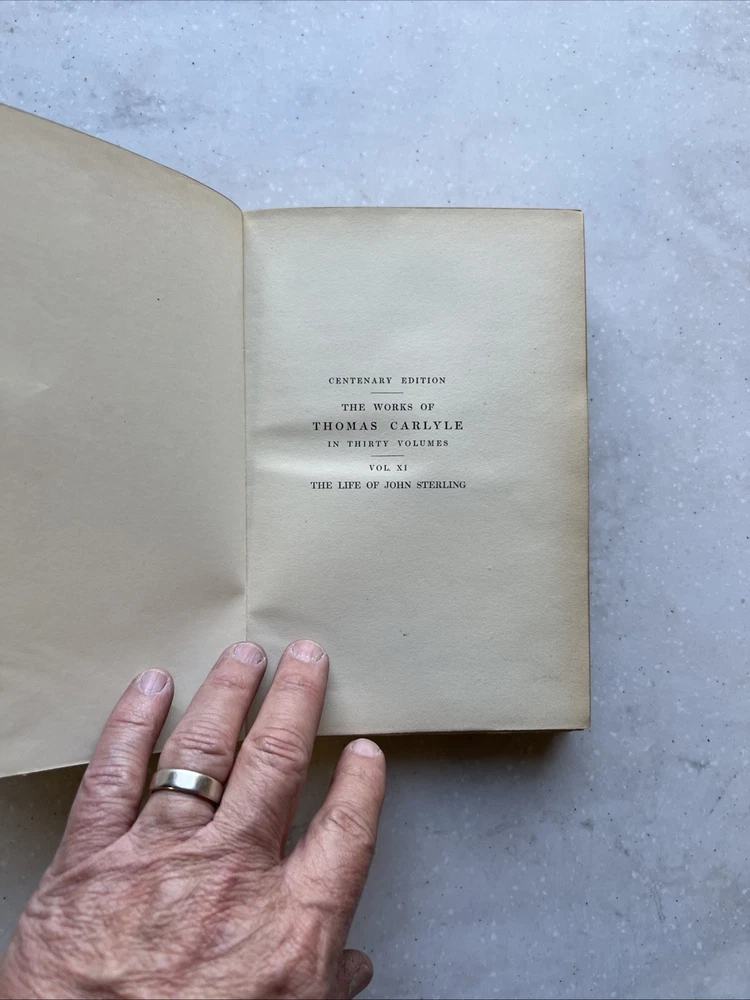 CENTENARY EDITION
THE WORKS OF
THOMAS CARLYLE
IN THIRTY VOLUMES
VOL. XI
THE LIFE OF JOHN STERLING